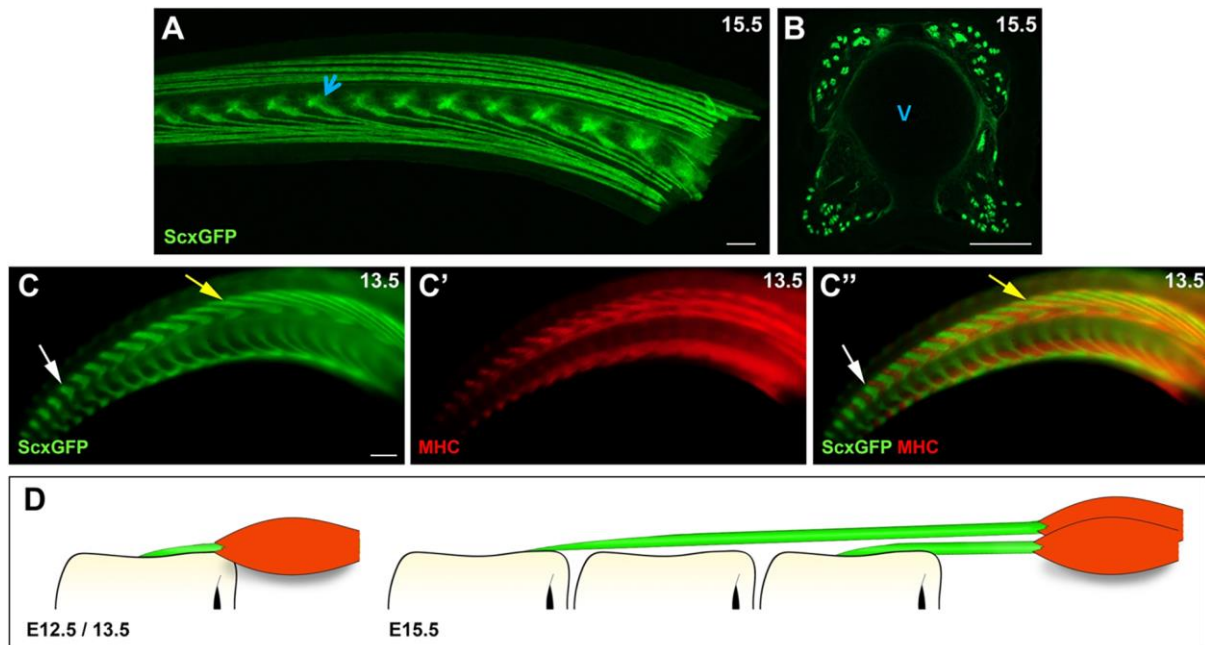 A 15.5
ScxGFP
B 15.5
V
C 13.5
ScxGFP
C' 13.5
MHC
C" 13.5
ScxGFP MHC
D
E12.5 / 13.5
E15.5